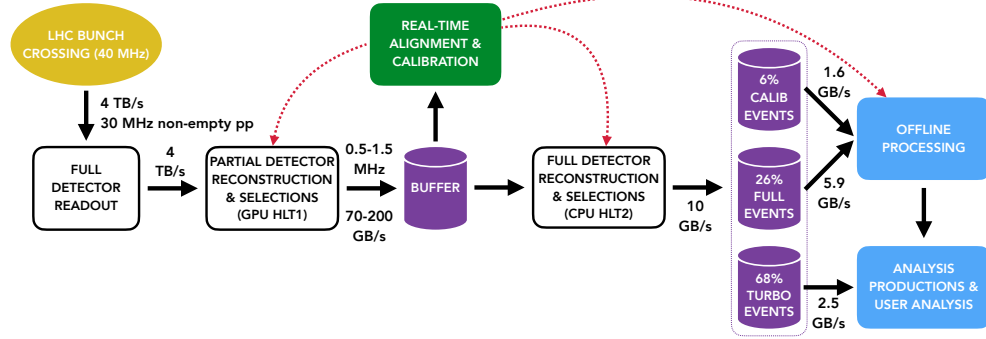 LHC BUNCH
CROSSING (40 MHz)
4 TB/s
30 MHz non-empty pp
FULL
DETECTOR
READOUT
4
TB/s
PARTIAL DETECTOR
RECONSTRUCTION
& SELECTIONS
(GPU HLT1)
0.5-1.5
MHz
70-200
GB/s
REAL-TIME
ALIGNMENT &
CALIBRATION
BUFFER
FULL DETECTOR
RECONSTRUCTION
& SELECTIONS
(CPU HLT2)
10
GB/s
6%
CALIB
EVENTS
26%
FULL
EVENTS
68%
TURBO
EVENTS
1.6
GB/s
5.9
GB/s
2.5
GB/s
OFFLINE
PROCESSING
ANALYSIS
PRODUCTIONS &
USER ANALYSIS